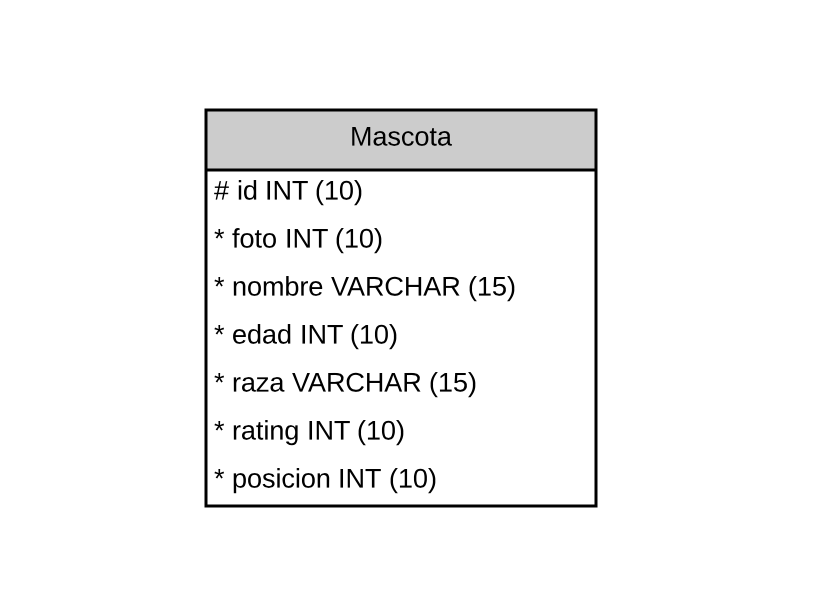 Mascota
# id INT (10)
* foto INT (10)
* nombre VARCHAR (15)
* edad INT (10)
* raza VARCHAR (15)
* rating INT (10)
* posicion INT (10)